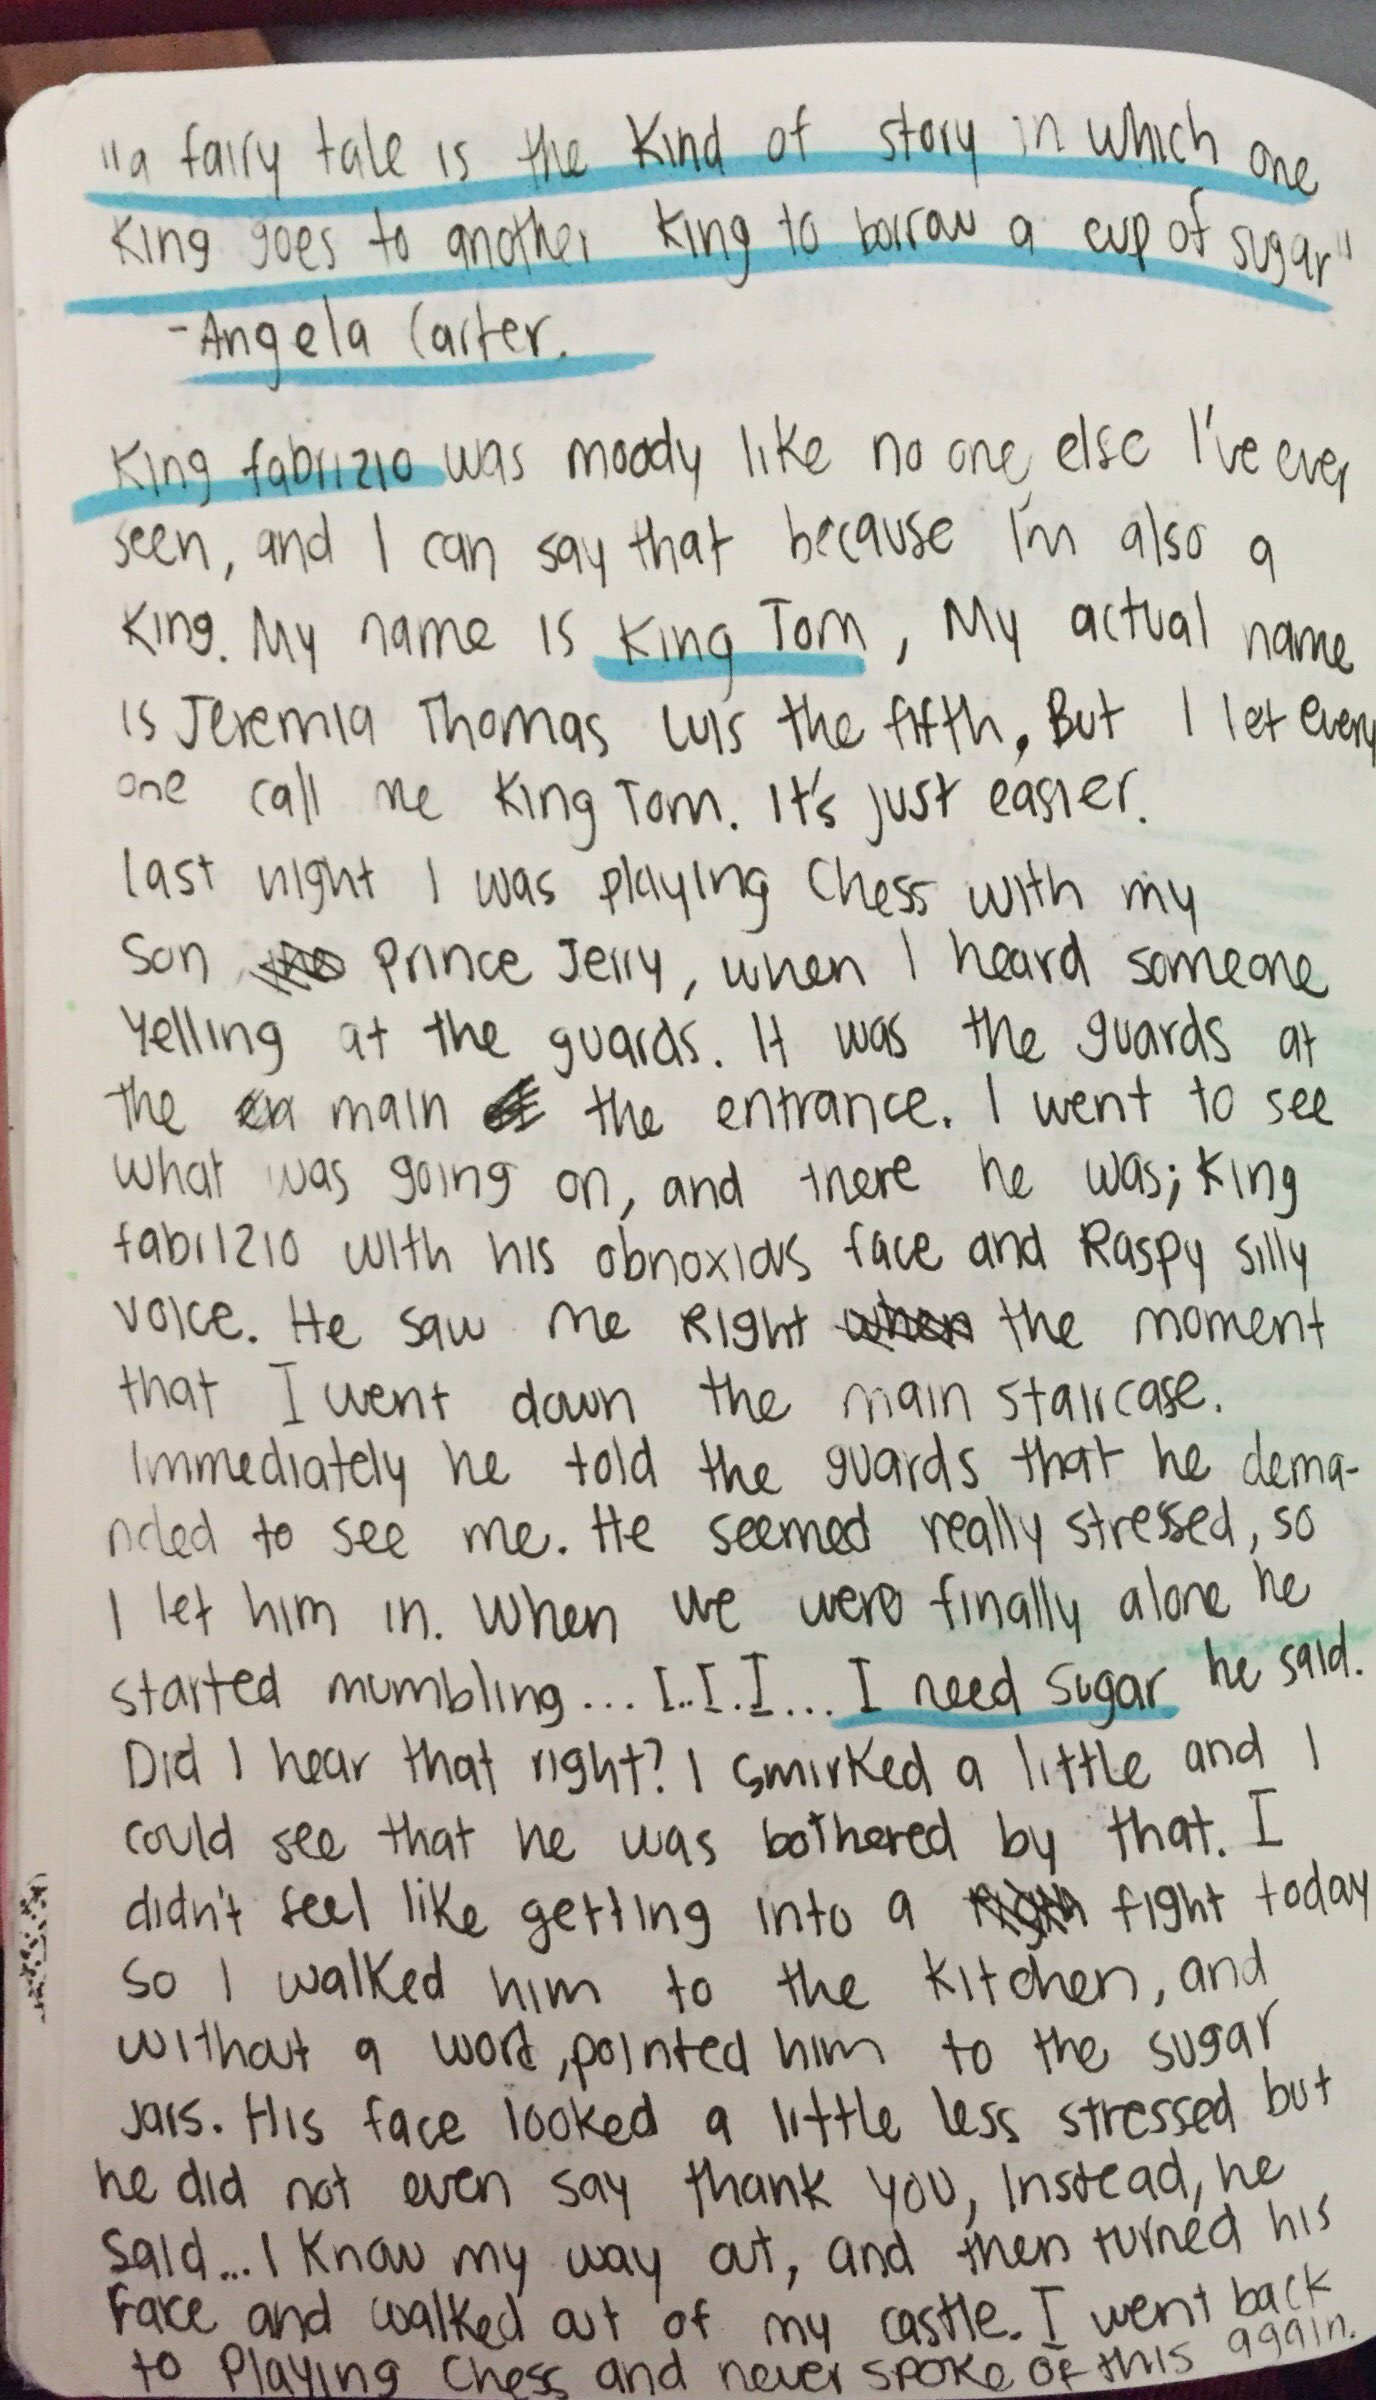 "a fairy tale is the kind of story in which one
King goes to another king to borrow a cup of sugar"
-Angela Carter.
King fabrizio was moody like no one else I've ever
seen, and I can say that because I'm also a
King. My name is King Tom, My actual name
is Jeremia Thomas Luis the fifth, But I let every
one call me King Tom. It's just easier.
last night I was playing Chess with my
Son Prince Jerry, when I heard someone
Yelling at the guards. It was the guards at
the main the entrance. I went to see
what was going on, and there he was; King
fabrizio with his obnoxious face and Raspy silly
voice. He saw me Right when the moment
that I went down the main staircase.
Immediately he told the guards that he dema-
nded to see me. He seemed really stressed, so
I let him in. When we were finally alone he
started mumbling... I..I.I... I need Sugar he said.
Did I hear that right? I smirked a little and I
could see that he was bothered by that. I
didn't feel like getting into a fight today
So I walked him to the Kitchen, and
without a word, pointed him to the sugar
Jars. His face looked a little less stressed but
he did not even say thank you, Instead, he
said... I Know my way out, and then turned his
Face and walked out of my castle. I went back
to Playing Chess and never spoke of this again.